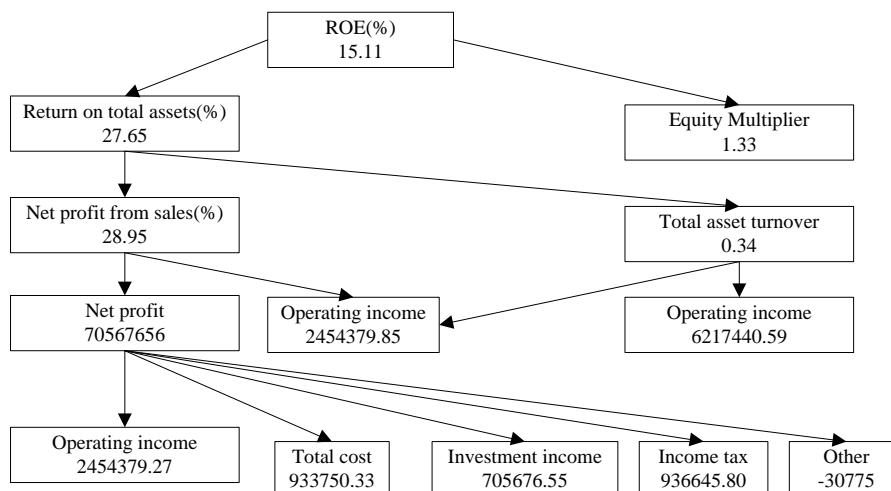 ROE(%)
15.11
Return on total assets(%)
27.65
Equity Multiplier
1.33
Net profit from sales(%)
28.95
Total asset turnover
0.34
Net profit
70567656
Operating income
2454379.85
Operating income
6217440.59
Operating income
2454379.27
Total cost
933750.33
Investment income
705676.55
Income tax
936645.80
Other
-30775